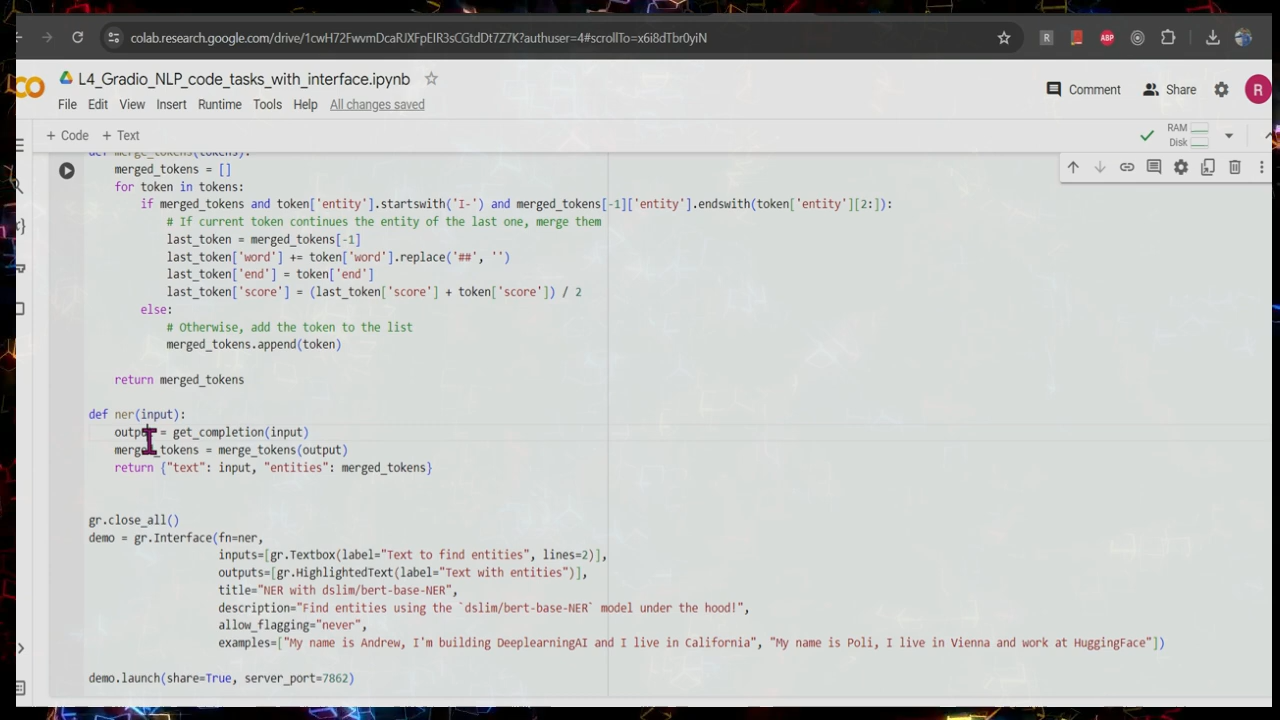 colab.research.google.com/drive/1cwH72FwvmDcaRJXFpEIR3sCGtdDt7Z7K?authuser=4#scrollTo=x6i8dTbr0yiN
R
ABP
CO
L4_Gradio_NLP_code_tasks_with_interface.ipynb
Comment
Share
R
File Edit View Insert Runtime Tools Help All changes saved
+ Code + Text
RAM
Disk
def merge_tokens(tokens):
merged_tokens = []
for token in tokens:
if merged_tokens and token['entity'].startswith('I-') and merged_tokens[-1]['entity'].endswith(token['entity'][2:]):
# If current token continues the entity of the last one, merge them
last_token = merged_tokens[-1]
last_token['word'] += token['word'].replace('##', '')
last_token['end'] = token['end']
last_token['score'] = (last_token['score'] + token['score']) / 2
else:
# Otherwise, add the token to the list
merged_tokens.append(token)
return merged_tokens
def ner(input):
output = get_completion(input)
merged_tokens = merge_tokens(output)
return {"text": input, "entities": merged_tokens}
gr.close_all()
demo = gr.Interface(fn=ner,
inputs=[gr.Textbox(label="Text to find entities", lines=2)],
outputs=[gr.HighlightedText(label="Text with entities")],
title="NER with dslim/bert-base-NER",
description="Find entities using the `dslim/bert-base-NER` model under the hood!",
allow_flagging="never",
examples=["My name is Andrew, I'm building DeeplearningAI and I live in California", "My name is Poli, I live in Vienna and work at HuggingFace"])
demo.launch(share=True, server_port=7862)